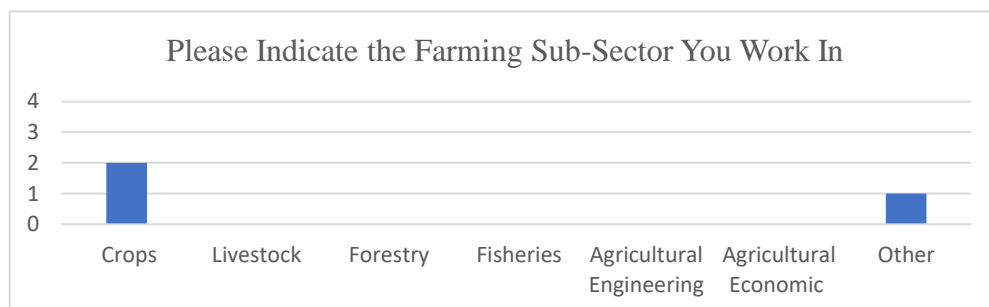 Please Indicate the Farming Sub-Sector You Work In
4
3
2
1
0
Crops
Livestock
Forestry
Fisheries
Agricultural
Engineering
Agricultural
Economic
Other